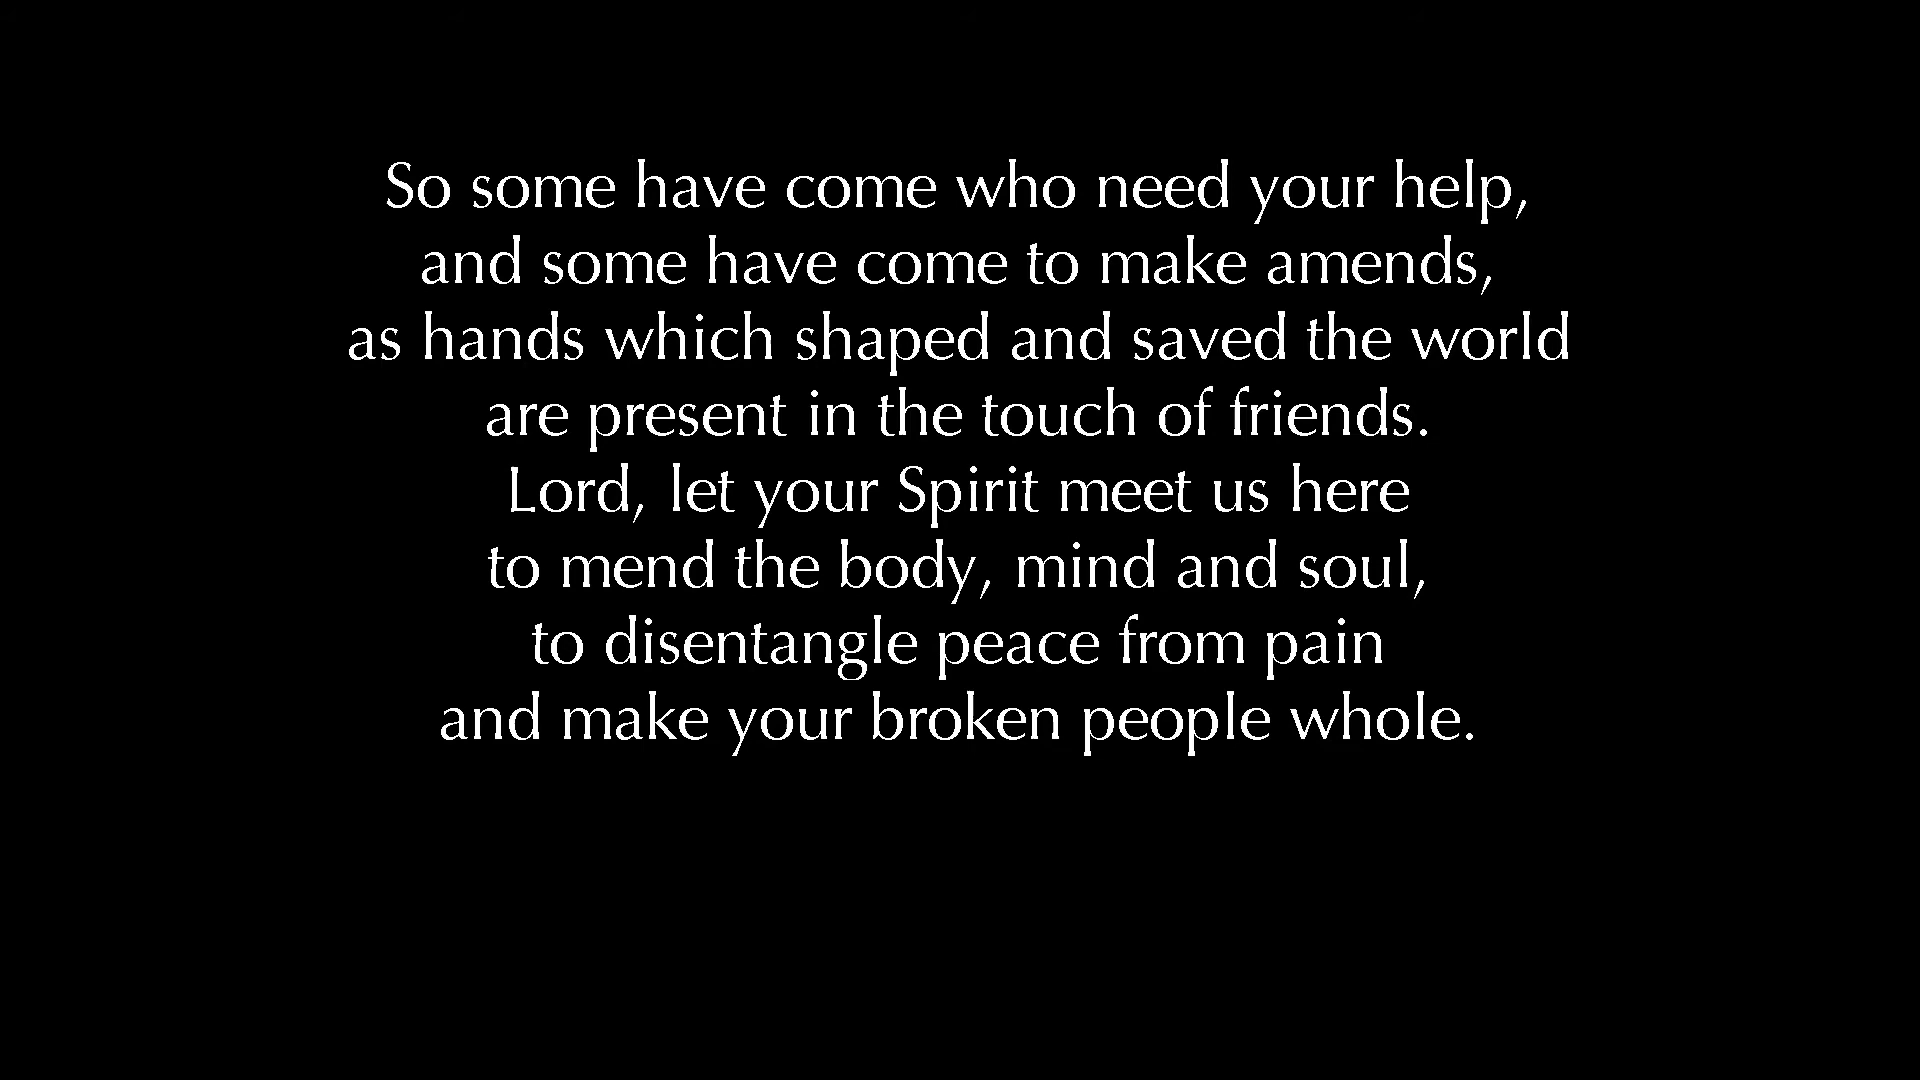 So some have come who need your help,
and some have come to make amends,
as hands which shaped and saved the world
are present in the touch of friends.
Lord, let your Spirit meet us here
to mend the body, mind and soul,
to disentangle peace from pain
and make your broken people whole.